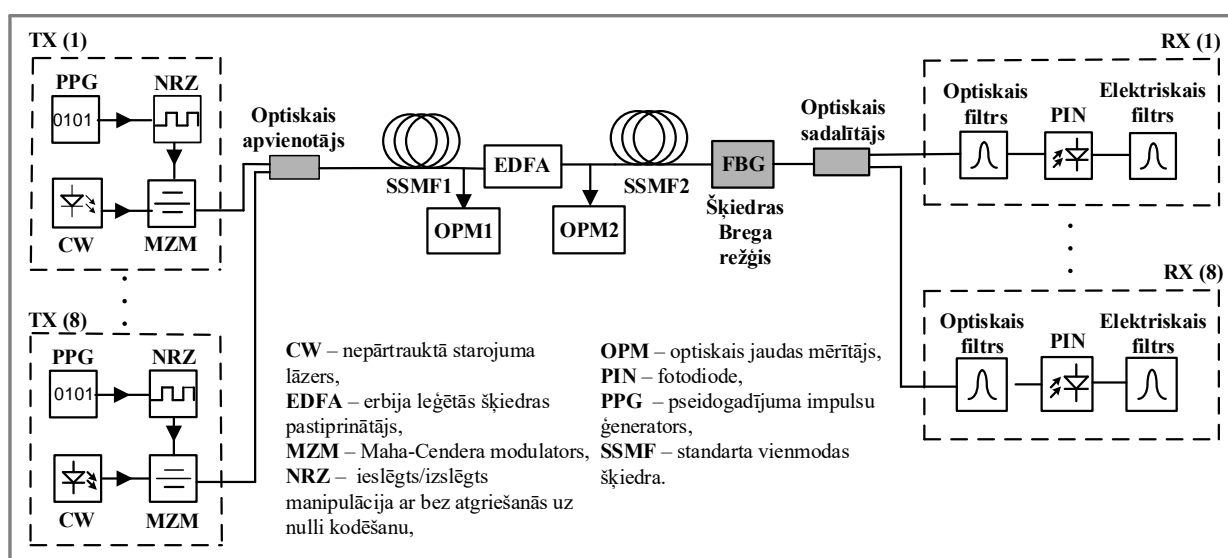 TX (1)
PPG
NRZ
0101
CW
MZM
TX (8)
PPG
NRZ
0101
CW
MZM
Optiskais
apvienotājs
SSMF1
EDFA
OPM1
OPM2
SSMF2
FBG
Šķiedras
Brega
režģis
Optiskais
sadalītājs
RX (1)
Optiskais
filtrs
PIN
Elektriskais
filtrs
RX (8)
Optiskais
filtrs
PIN
Elektriskais
filtrs
CW – nepārtrauktā starojuma
lāzers,
EDFA – erbija leģētās šķiedras
pastiprinātājs,
MZM – Maha-Cendera modulators,
NRZ – ieslēgts/izslēgts
manipulācija ar bez atgriešanās uz
nulli kodēšanu,
OPM – optiskais jaudas mērītājs,
PIN – fotodiode,
PPG – pseidogadījuma impulsu
ģenerators,
SSMF – standarta vienmodas
šķiedra.